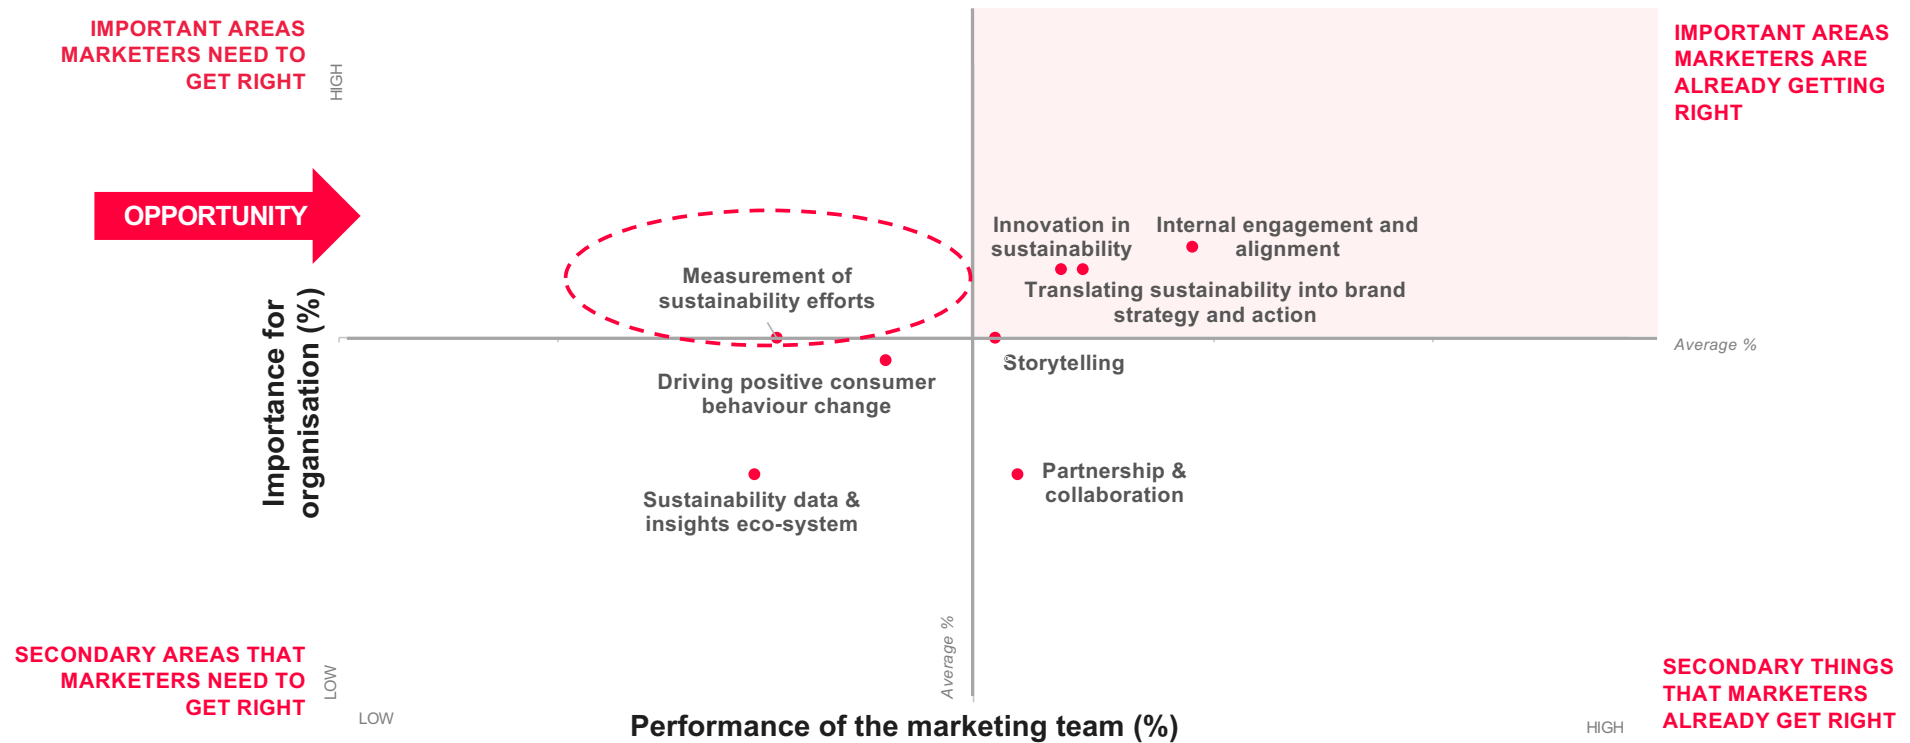 IMPORTANT AREAS
MARKETERS NEED TO
GET RIGHT
HIGH
IMPORTANT AREAS
MARKETERS ARE
ALREADY GETTING
RIGHT
OPPORTUNITY
Innovation in
sustainability
Internal engagement and
alignment
Measurement of
sustainability efforts
Translating sustainability into brand
strategy and action
Average %
Storytelling
Driving positive consumer
behaviour change
Importance for
organisation (%)
Partnership &
collaboration
Sustainability data &
insights eco-system
Average %
SECONDARY AREAS THAT
MARKETERS NEED TO
GET RIGHT
LOW
LOW
Performance of the marketing team (%)
HIGH
SECONDARY THINGS
THAT MARKETERS
ALREADY GET RIGHT